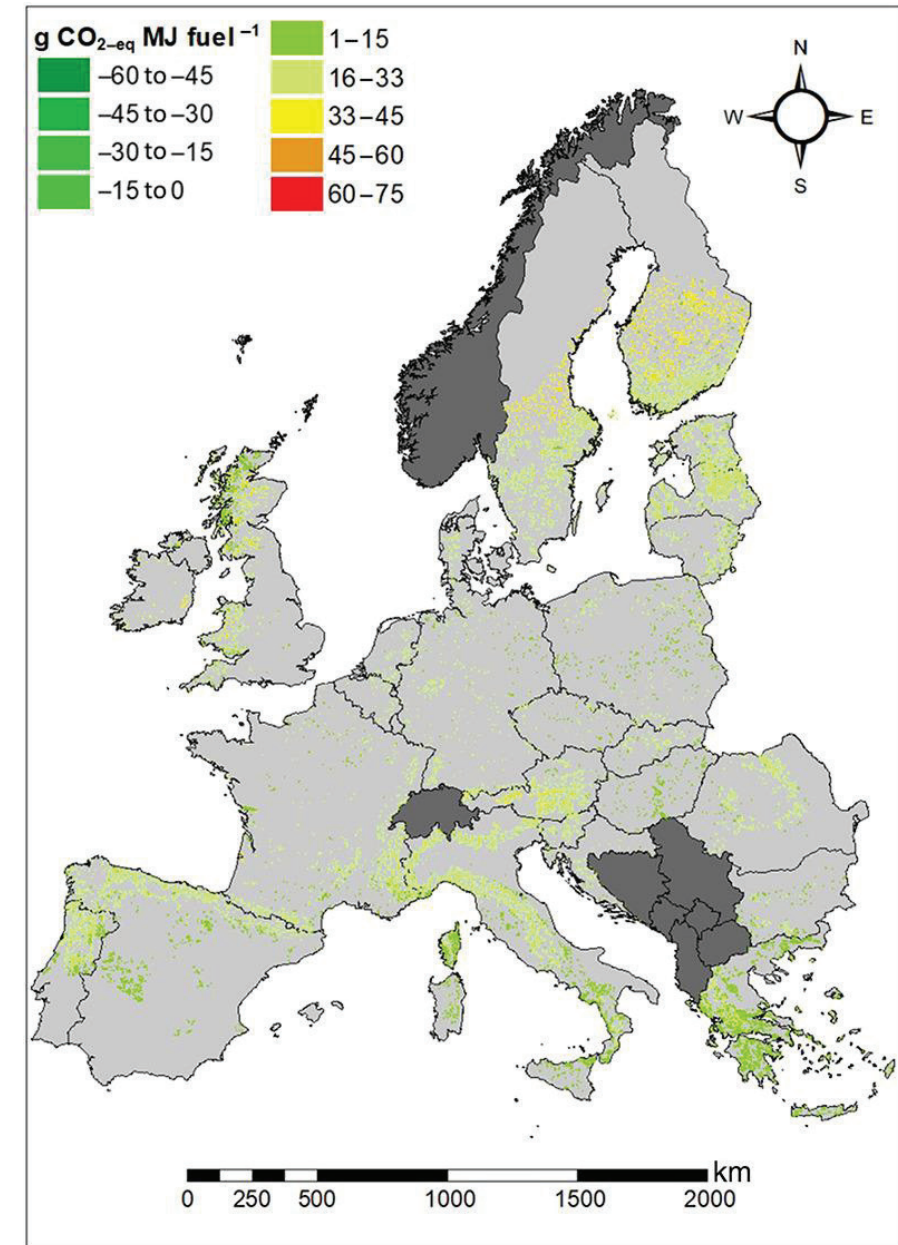 g CO2–eq MJ fuel –1
–60 to –45
–45 to –30
–30 to –15
–15 to 0
1–15
16–33
33–45
45–60
60–75
N
W E
S
km
0 250 500 1000 1500 2000